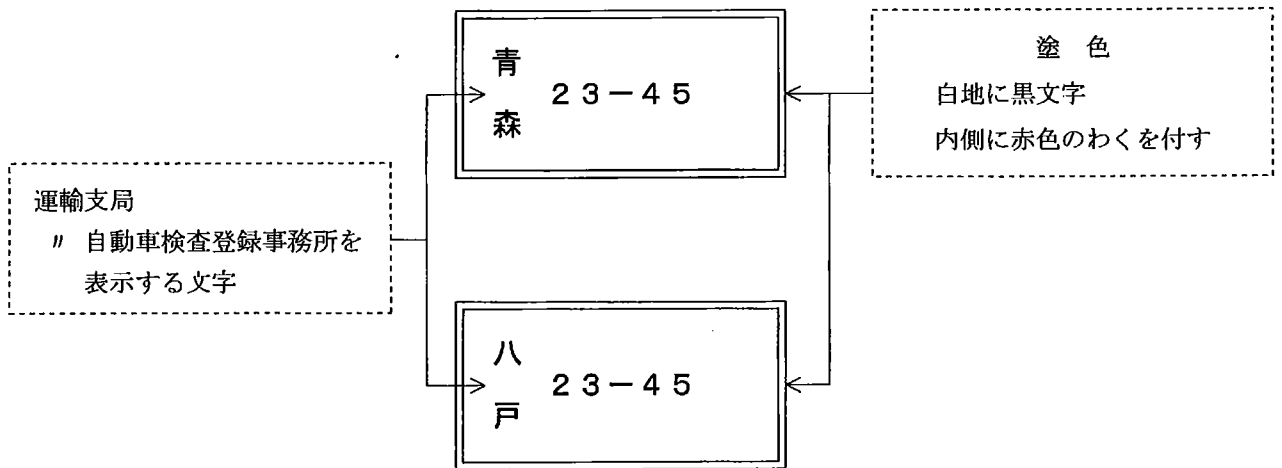 青森
23-45
塗 色
白地に黒文字
内側に赤色のわくを付す
運輸支局
〃 自動車検査登録事務所を
表示する文字
八戸
23-45